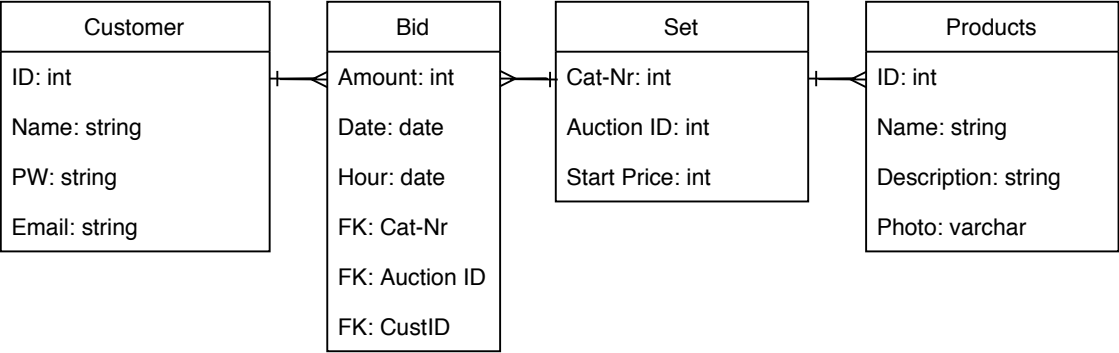 Customer
ID: int
Name: string
PW: string
Email: string
Bid
Amount: int
Date: date
Hour: date
FK: Cat-Nr
FK: Auction ID
FK: CustID
Set
Cat-Nr: int
Auction ID: int
Start Price: int
Products
ID: int
Name: string
Description: string
Photo: varchar